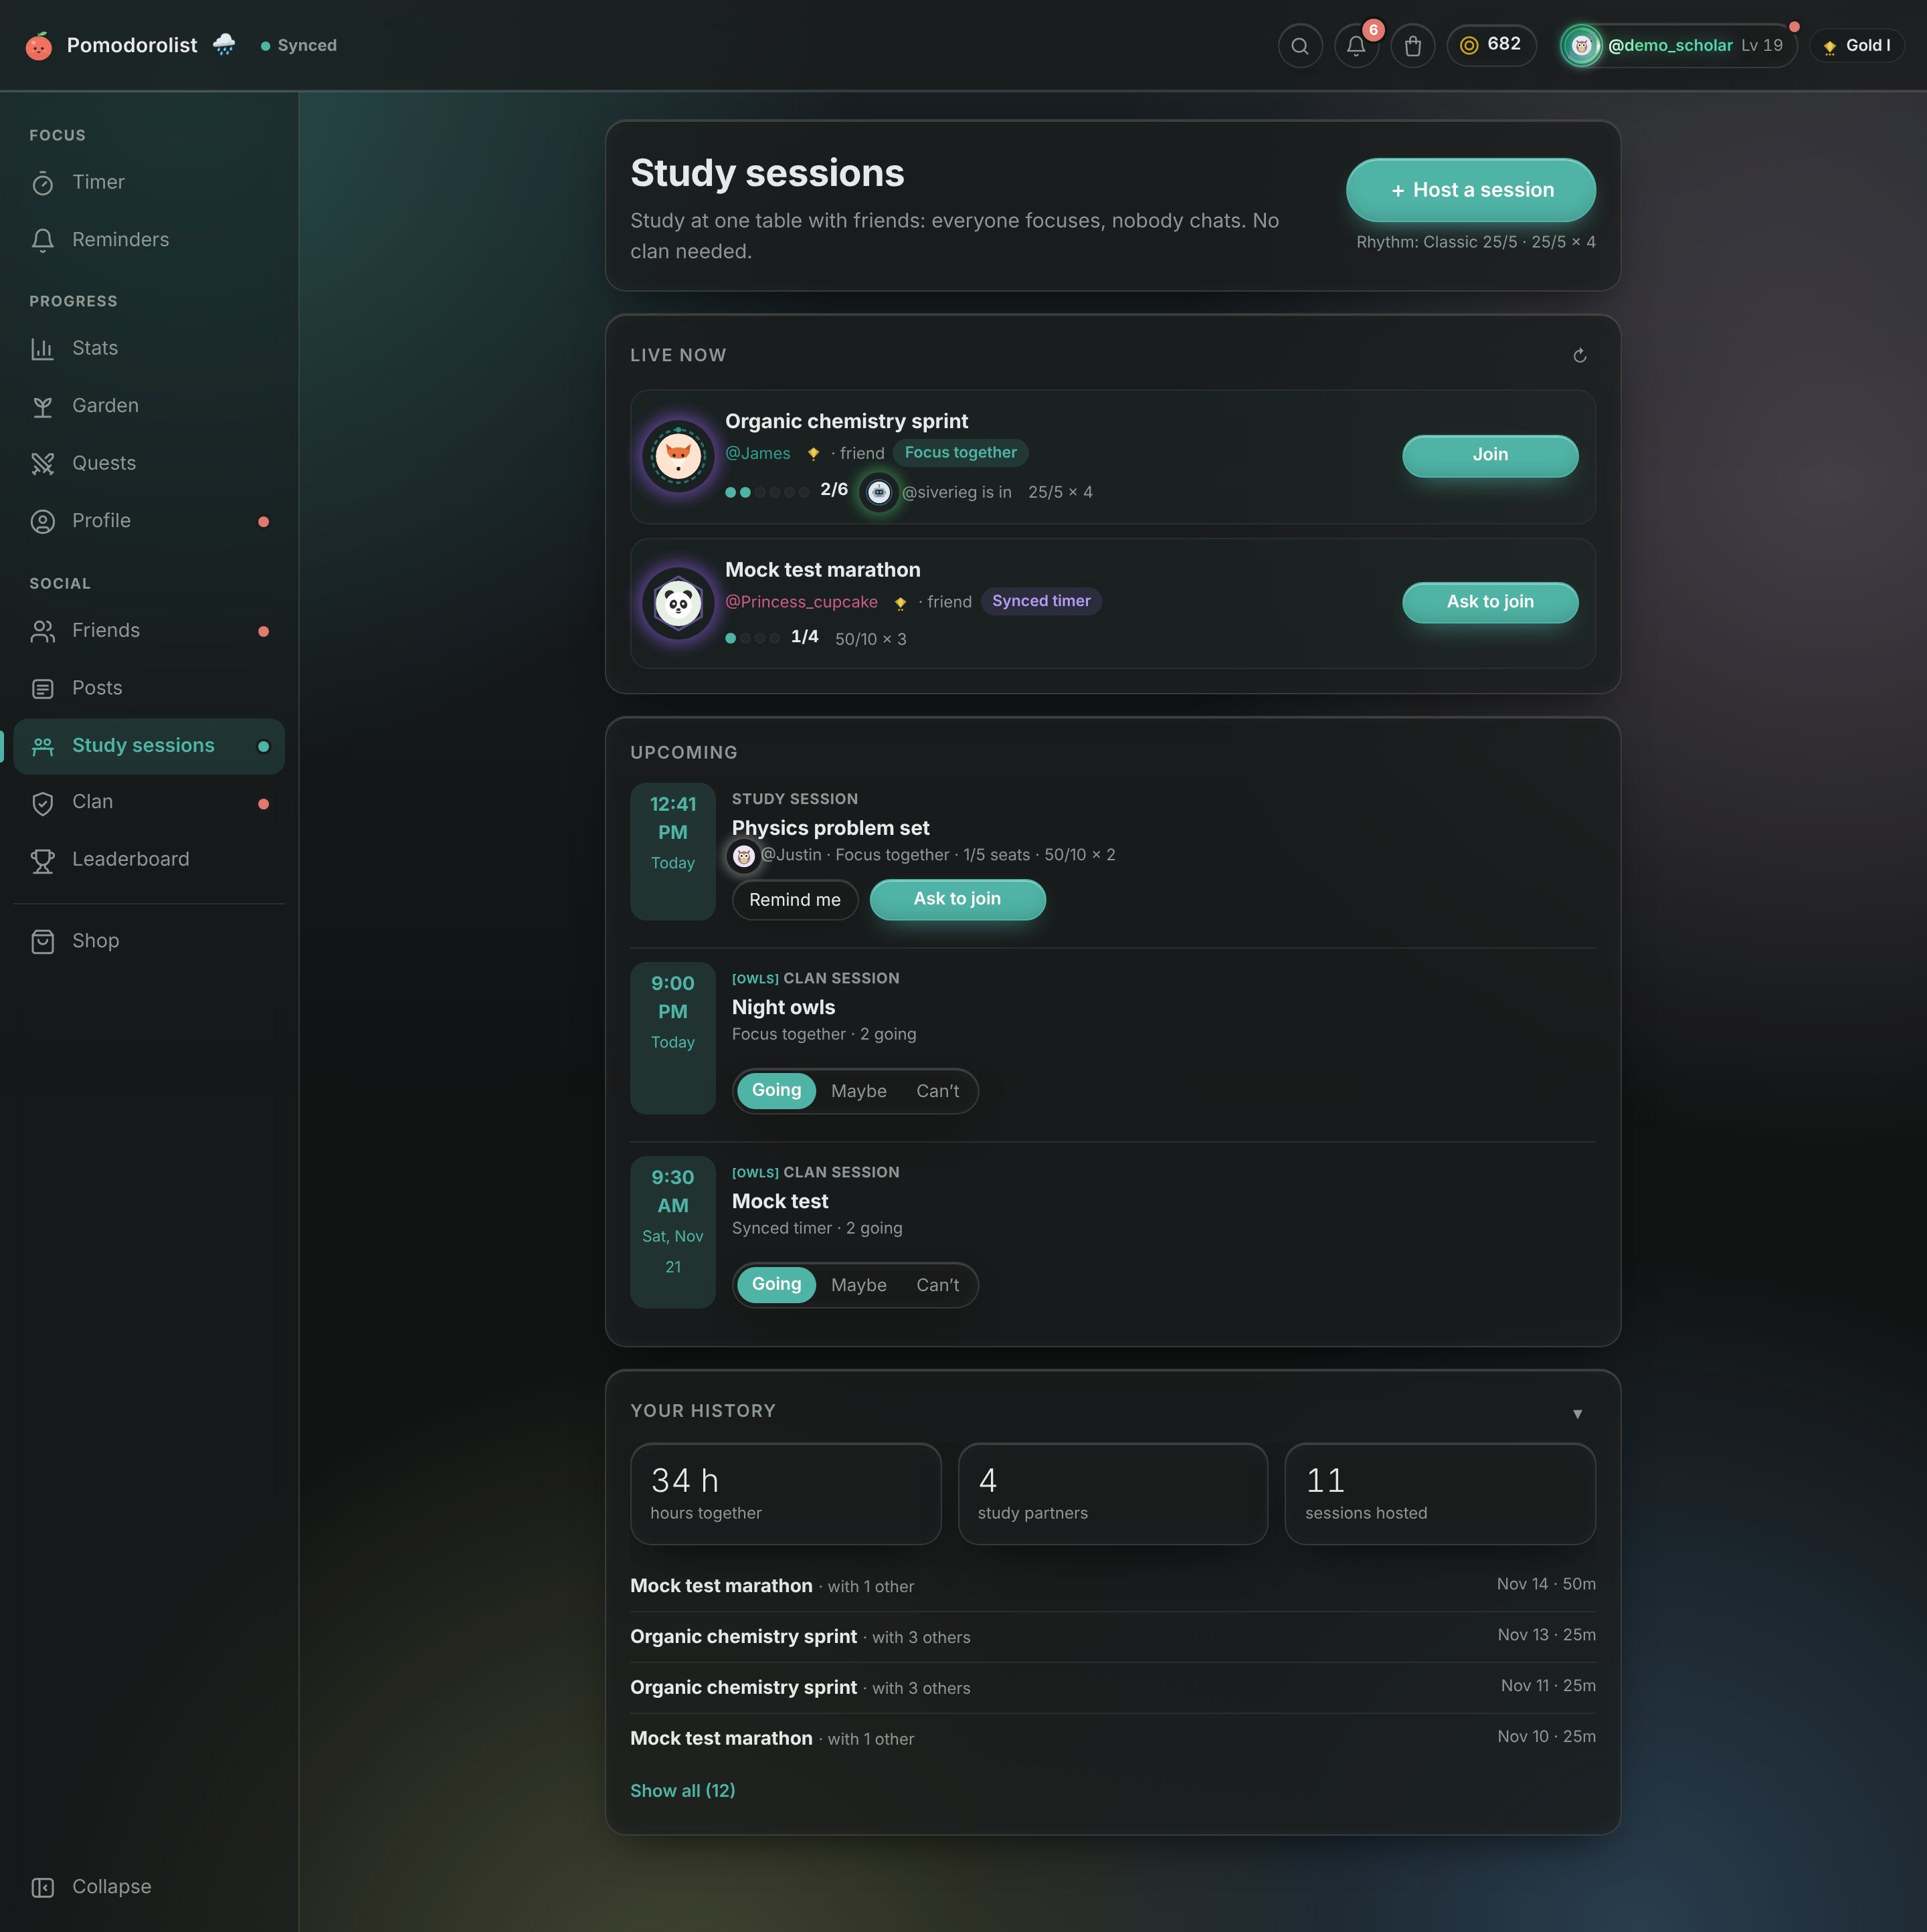 Pomodorolist
Synced
6
682
@demo_scholar Lv 19
Gold I
FOCUS
Timer
Reminders
PROGRESS
Stats
Garden
Quests
Profile
SOCIAL
Friends
Posts
Study sessions
Clan
Leaderboard
Shop
Collapse
Study sessions
Study at one table with friends: everyone focuses, nobody chats. No
clan needed.
+ Host a session
Rhythm: Classic 25/5 · 25/5 × 4
LIVE NOW
Organic chemistry sprint
@James · friend Focus together
2/6 @siverieg is in 25/5 × 4
Join
Mock test marathon
@Princess_cupcake · friend Synced timer
1/4 50/10 × 3
Ask to join
UPCOMING
12:41
PM
Today
STUDY SESSION
Physics problem set
@Justin · Focus together · 1/5 seats · 50/10 × 2
Remind me Ask to join
9:00
PM
Today
[OWLS] CLAN SESSION
Night owls
Focus together · 2 going
Going Maybe Can't
9:30
AM
Sat, Nov
21
[OWLS] CLAN SESSION
Mock test
Synced timer · 2 going
Going Maybe Can't
YOUR HISTORY
34 h
hours together
4
study partners
11
sessions hosted
Mock test marathon · with 1 other Nov 14 · 50m
Organic chemistry sprint · with 3 others Nov 13 · 25m
Organic chemistry sprint · with 3 others Nov 11 · 25m
Mock test marathon · with 1 other Nov 10 · 25m
Show all (12)